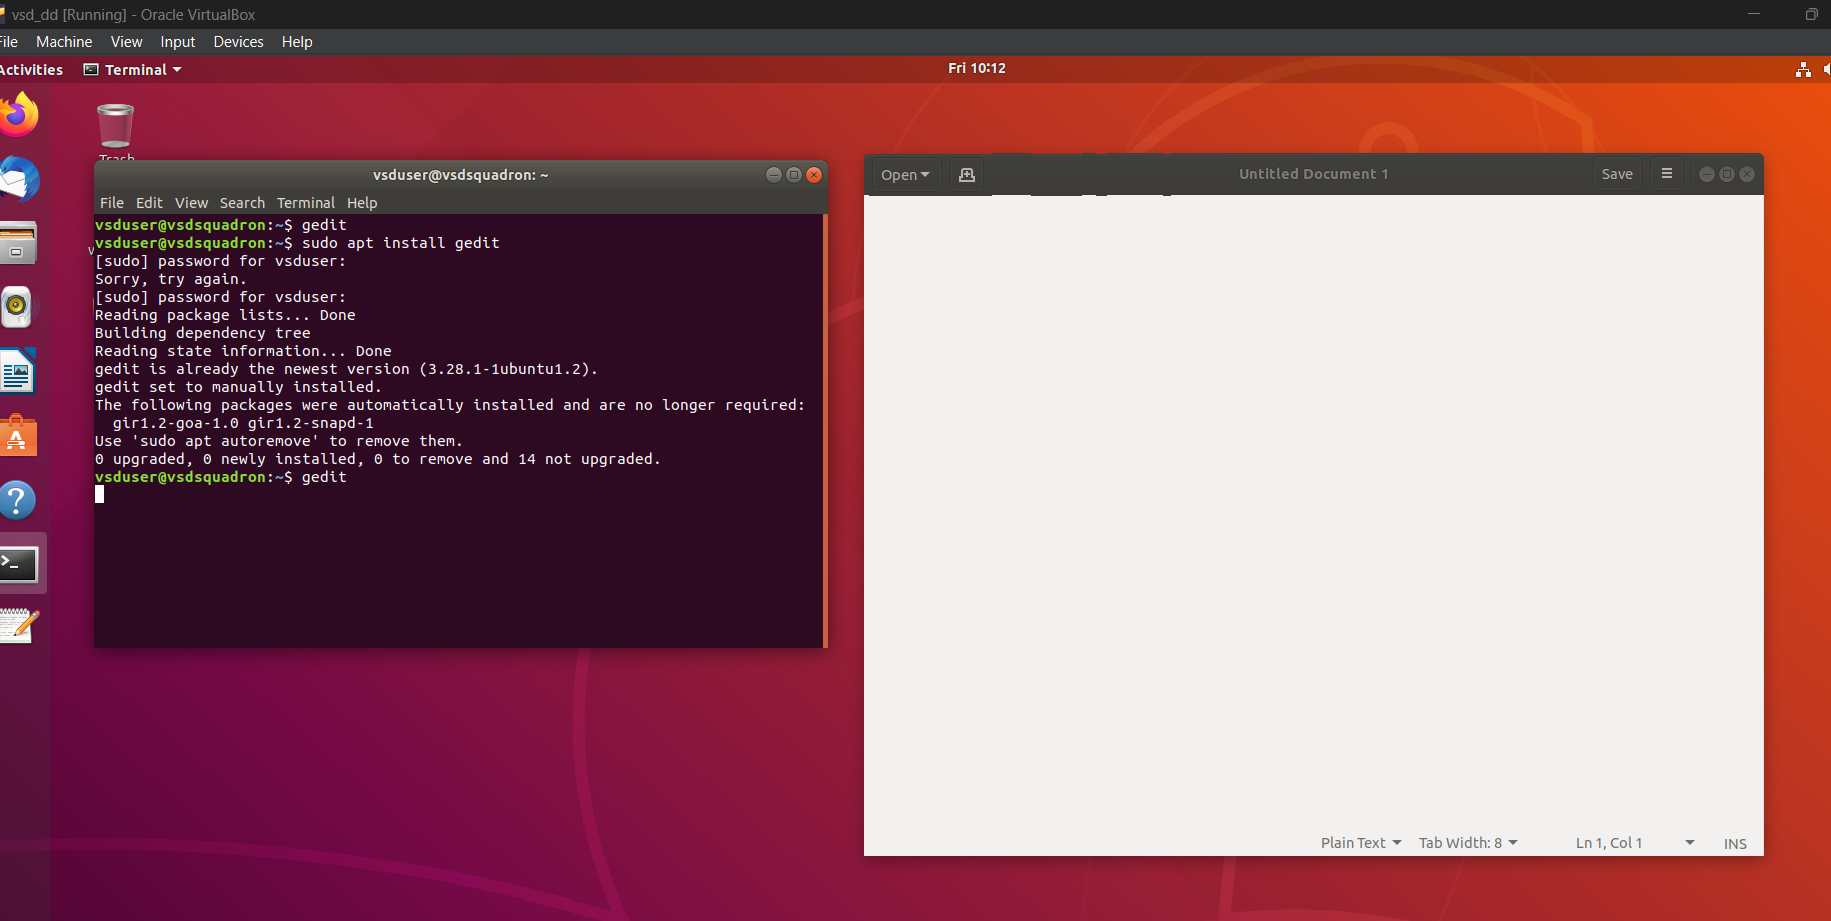 vsd_dd [Running] - Oracle VirtualBox
File Machine View Input Devices Help
Activities Terminal Fri 10:12
Trash
vsduser@vsdsquadron: ~
File Edit View Search Terminal Help
vsduser@vsdsquadron:~$ gedit
vsduser@vsdsquadron:~$ sudo apt install gedit
[sudo] password for vsduser:
Sorry, try again.
[sudo] password for vsduser:
Reading package lists... Done
Building dependency tree
Reading state information... Done
gedit is already the newest version (3.28.1-1ubuntu1.2).
gedit set to manually installed.
The following packages were automatically installed and are no longer required:
gir1.2-goa-1.0 gir1.2-snapd-1
Use 'sudo apt autoremove' to remove them.
0 upgraded, 0 newly installed, 0 to remove and 14 not upgraded.
vsduser@vsdsquadron:~$ gedit
Open Untitled Document 1 Save
Plain Text Tab Width: 8 Ln 1, Col 1 INS